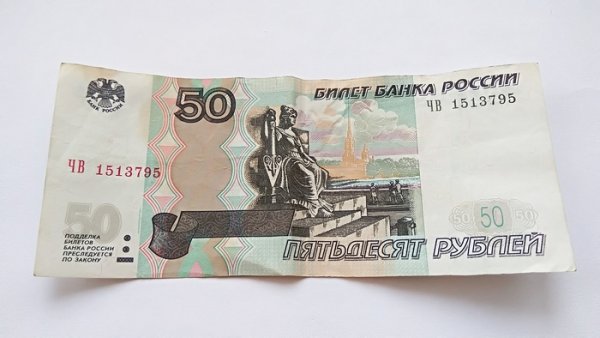 БАНК РОССИИ
50
БИЛЕТ БАНКА РОССИИ
ЧВ 1513795
ЧВ 1513795
50
ПОДДЕЛКА
БИЛЕТОВ
БАНКА РОССИИ
ПРЕСЛЕДУЕТСЯ
ПО ЗАКОНУ
50 50 50
ПЯТЬДЕСЯТ РУБЛЕЙ